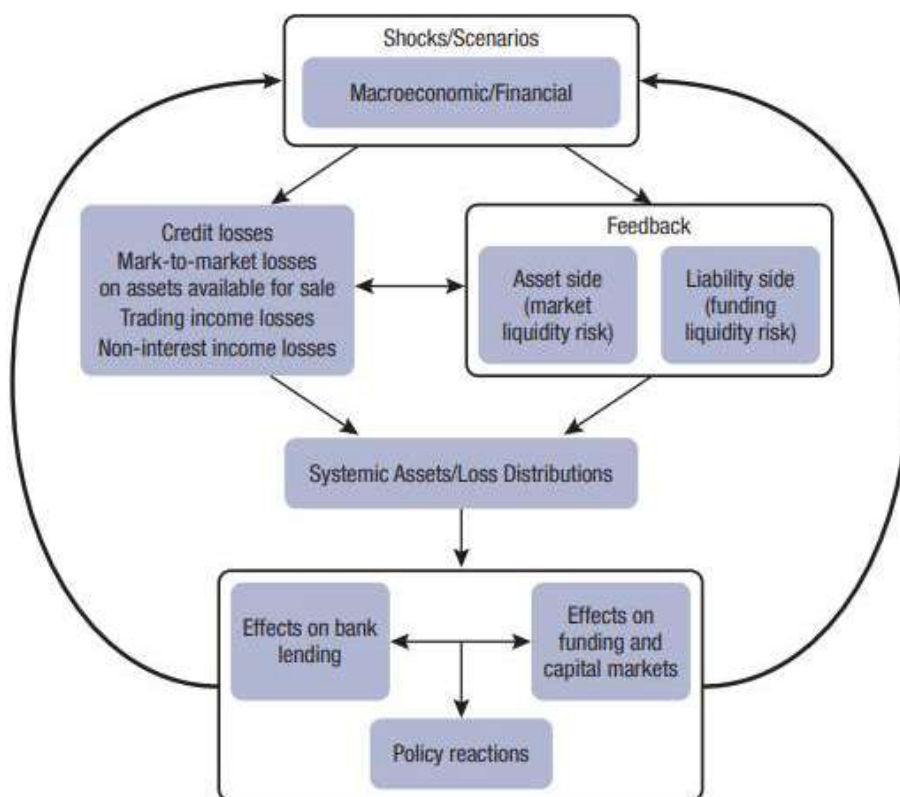 Shocks/Scenarios
Macroeconomic/Financial
Credit losses
Mark-to-market losses
on assets available for sale
Trading income losses
Non-interest income losses
Feedback
Asset side
(market
liquidity risk)
Liability side
(funding
liquidity risk)
Systemic Assets/Loss Distributions
Effects on bank
lending
Effects on
funding and
capital markets
Policy reactions